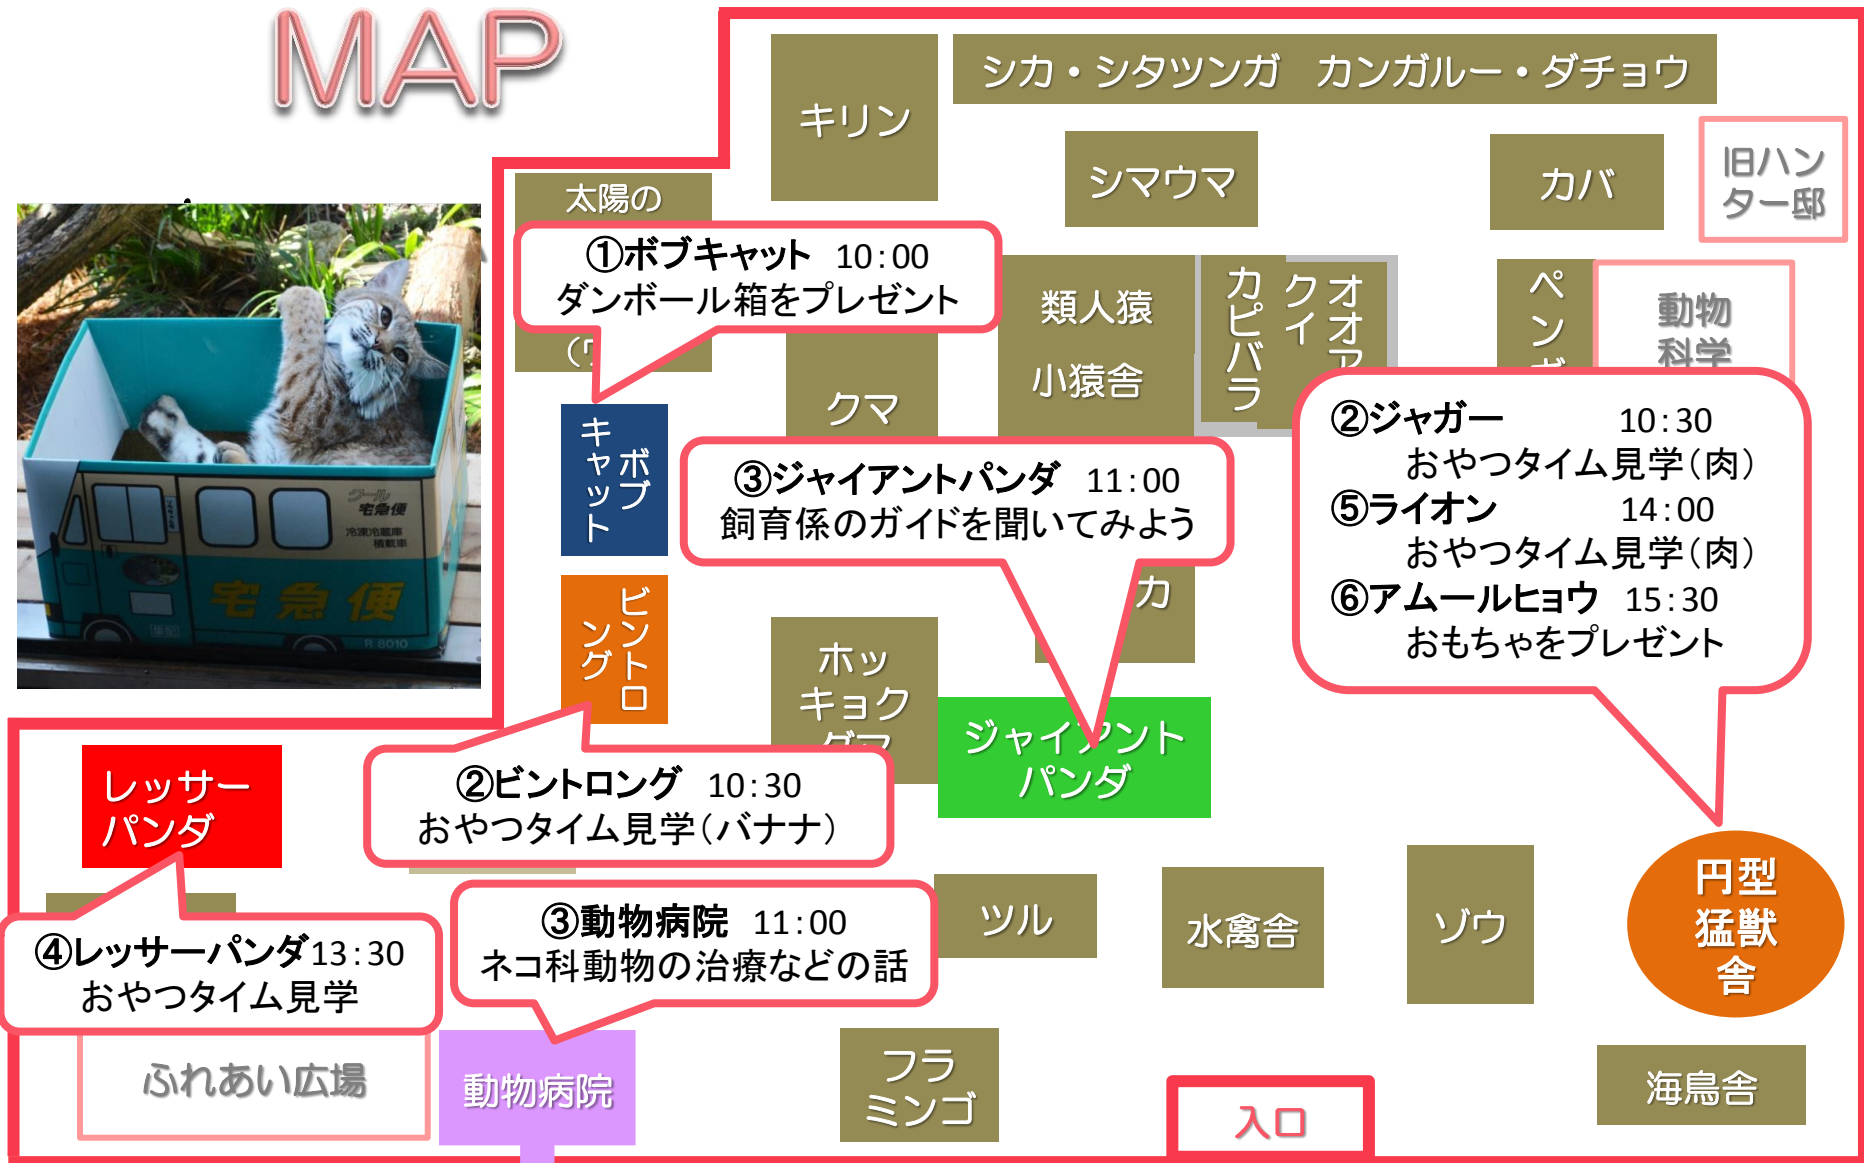 MAP
キリン
シカ・シタツンガ　カンガルー・ダチョウ
シマウマ
カバ
旧ハン
ター邸
太陽の
①ボブキャット 10:00
ダンボール箱をプレゼント
類人猿
小猿舎
カピバラ
オオア
クイ
ペン
動物
科学
クマ
ボブ
キャット
③ジャイアントパンダ 11:00
飼育係のガイドを聞いてみよう
②ジャガー 10:30
おやつタイム見学(肉)
⑤ライオン 14:00
おやつタイム見学(肉)
⑥アムールヒョウ 15:30
おもちゃをプレゼント
クール
宅急便
冷凍冷蔵庫
積載車
宅急便
集配
R 8010
ビントロ
ング
カ
ホッ
キョク
グマ
ジャイアント
パンダ
レッサー
パンダ
②ビントロング 10:30
おやつタイム見学(バナナ)
③動物病院 11:00
ネコ科動物の治療などの話
④レッサーパンダ13:30
おやつタイム見学
ツル
水禽舎
ゾウ
円型
猛獣
舎
ふれあい広場
動物病院
フラ
ミンゴ
入口
海鳥舎